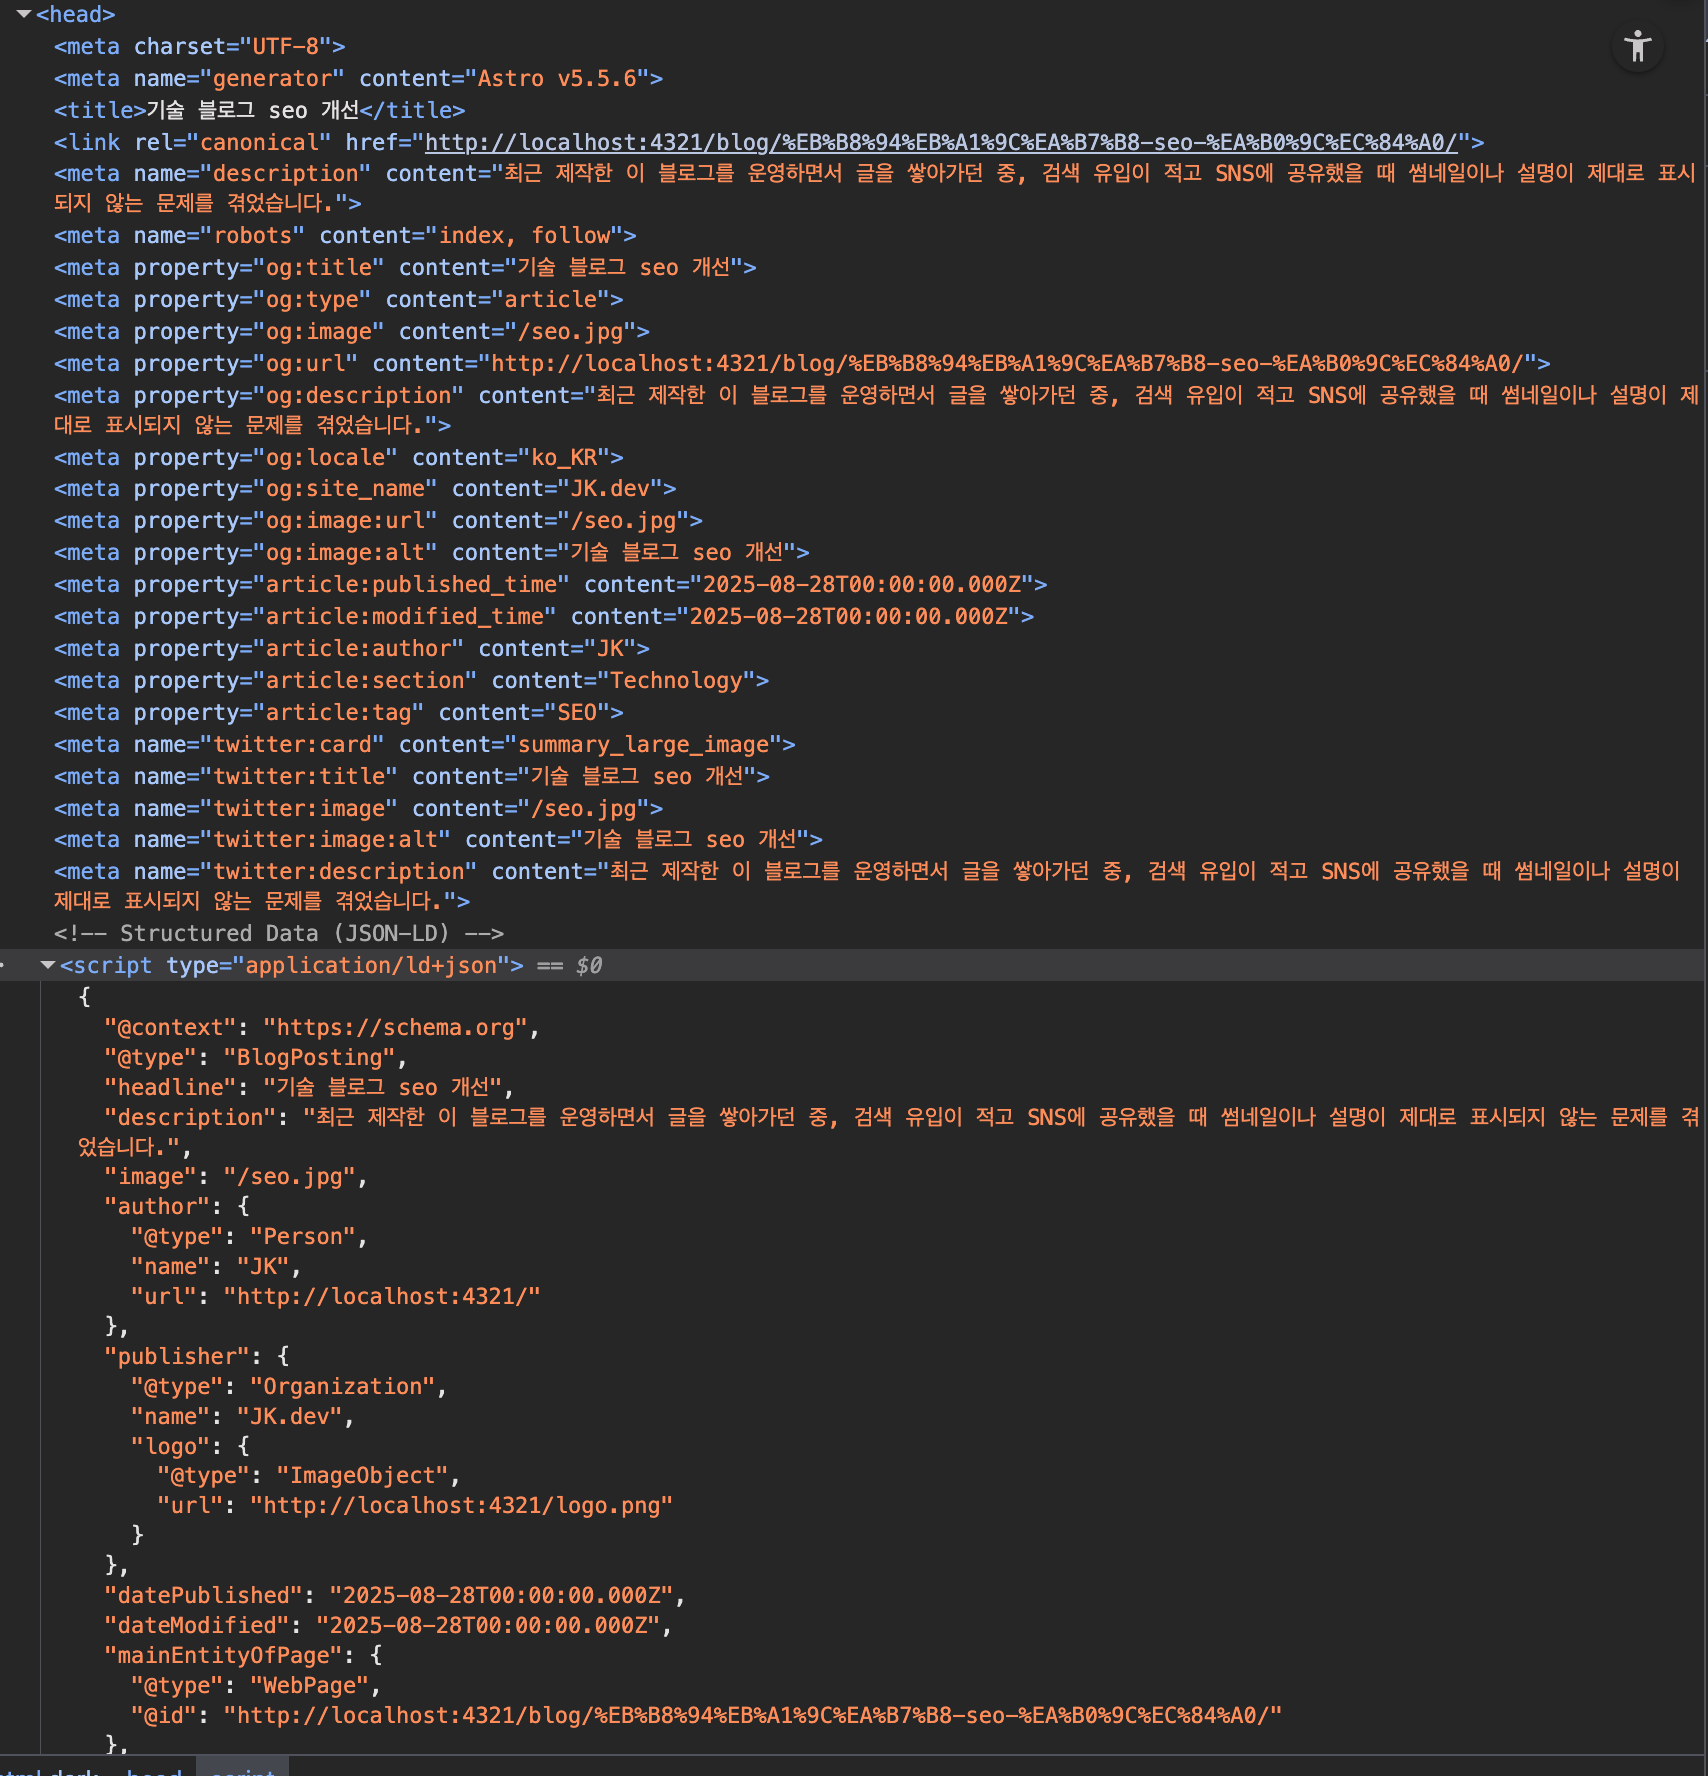 <head>
<meta charset="UTF-8">
<meta name="generator" content="Astro v5.5.6">
<title>기술 블로그 seo 개선</title>
<link rel="canonical" href="http://localhost:4321/blog/%EB%B8%94%EB%A1%9C%EA%B7%B8-seo-%EA%B0%9C%EC%84%A0/">
<meta name="description" content="최근 제작한 이 블로그를 운영하면서 글을 쌓아가던 중, 검색 유입이 적고 SNS에 공유했을 때 썸네일이나 설명이 제대로 표시
되지 않는 문제를 겪었습니다.">
<meta name="robots" content="index, follow">
<meta property="og:title" content="기술 블로그 seo 개선">
<meta property="og:type" content="article">
<meta property="og:image" content="/seo.jpg">
<meta property="og:url" content="http://localhost:4321/blog/%EB%B8%94%EB%A1%9C%EA%B7%B8-seo-%EA%B0%9C%EC%84%A0/">
<meta property="og:description" content="최근 제작한 이 블로그를 운영하면서 글을 쌓아가던 중, 검색 유입이 적고 SNS에 공유했을 때 썸네일이나 설명이 제
대로 표시되지 않는 문제를 겪었습니다.">
<meta property="og:locale" content="ko_KR">
<meta property="og:site_name" content="JK.dev">
<meta property="og:image:url" content="/seo.jpg">
<meta property="og:image:alt" content="기술 블로그 seo 개선">
<meta property="article:published_time" content="2025-08-28T00:00:00.000Z">
<meta property="article:modified_time" content="2025-08-28T00:00:00.000Z">
<meta property="article:author" content="JK">
<meta property="article:section" content="Technology">
<meta property="article:tag" content="SEO">
<meta name="twitter:card" content="summary_large_image">
<meta name="twitter:title" content="기술 블로그 seo 개선">
<meta name="twitter:image" content="/seo.jpg">
<meta name="twitter:image:alt" content="기술 블로그 seo 개선">
<meta name="twitter:description" content="최근 제작한 이 블로그를 운영하면서 글을 쌓아가던 중, 검색 유입이 적고 SNS에 공유했을 때 썸네일이나 설명이
제대로 표시되지 않는 문제를 겪었습니다.">
<!-- Structured Data (JSON-LD) -->
<script type="application/ld+json"> == $0
{
"@context": "https://schema.org",
"@type": "BlogPosting",
"headline": "기술 블로그 seo 개선",
"description": "최근 제작한 이 블로그를 운영하면서 글을 쌓아가던 중, 검색 유입이 적고 SNS에 공유했을 때 썸네일이나 설명이 제대로 표시되지 않는 문제를 겪
었습니다.",
"image": "/seo.jpg",
"author": {
"@type": "Person",
"name": "JK",
"url": "http://localhost:4321/"
},
"publisher": {
"@type": "Organization",
"name": "JK.dev",
"logo": {
"@type": "ImageObject",
"url": "http://localhost:4321/logo.png"
}
},
"datePublished": "2025-08-28T00:00:00.000Z",
"dateModified": "2025-08-28T00:00:00.000Z",
"mainEntityOfPage": {
"@type": "WebPage",
"@id": "http://localhost:4321/blog/%EB%B8%94%EB%A1%9C%EA%B7%B8-seo-%EA%B0%9C%EC%84%A0/"
},